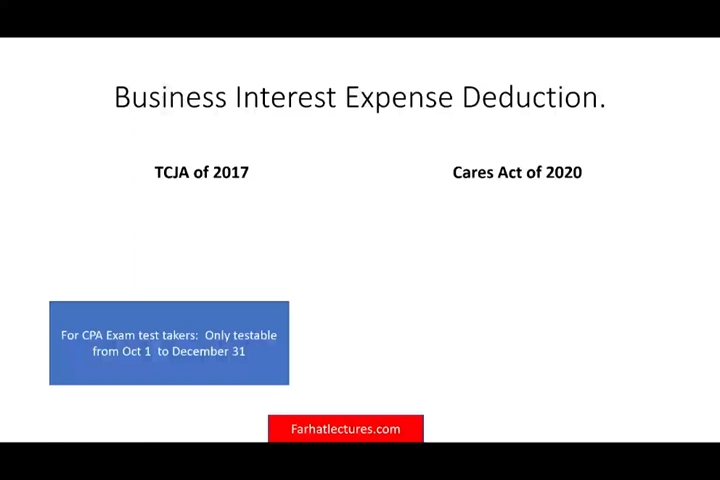 Business Interest Expense Deduction.
TCJA of 2017
Cares Act of 2020
For CPA Exam test takers: Only testable
from Oct 1 to December 31
Farhatlectures.com